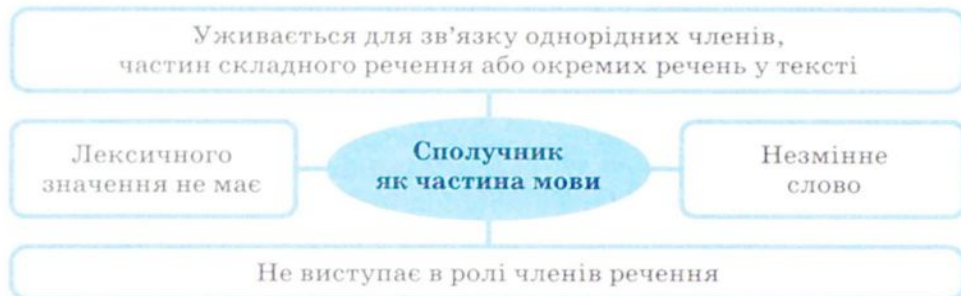 Уживається для зв'язку однорідних членів,
частин складного речення або окремих речень у тексті
Лексичного
значення не має
Сполучник
як частина мови
Незмінне
слово
Не виступає в ролі членів речення